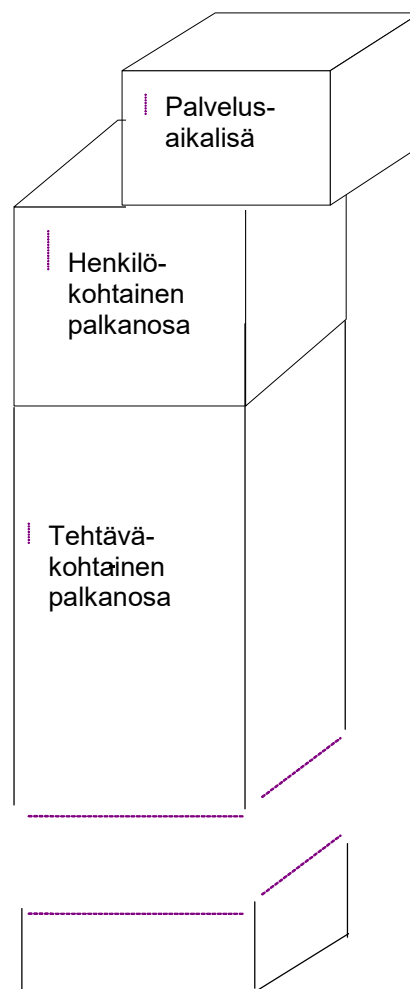 Palvelus-
aikalisä
Henkilö-
kohtainen
palkanosa
Tehtävä-
kohtainen
palkanosa